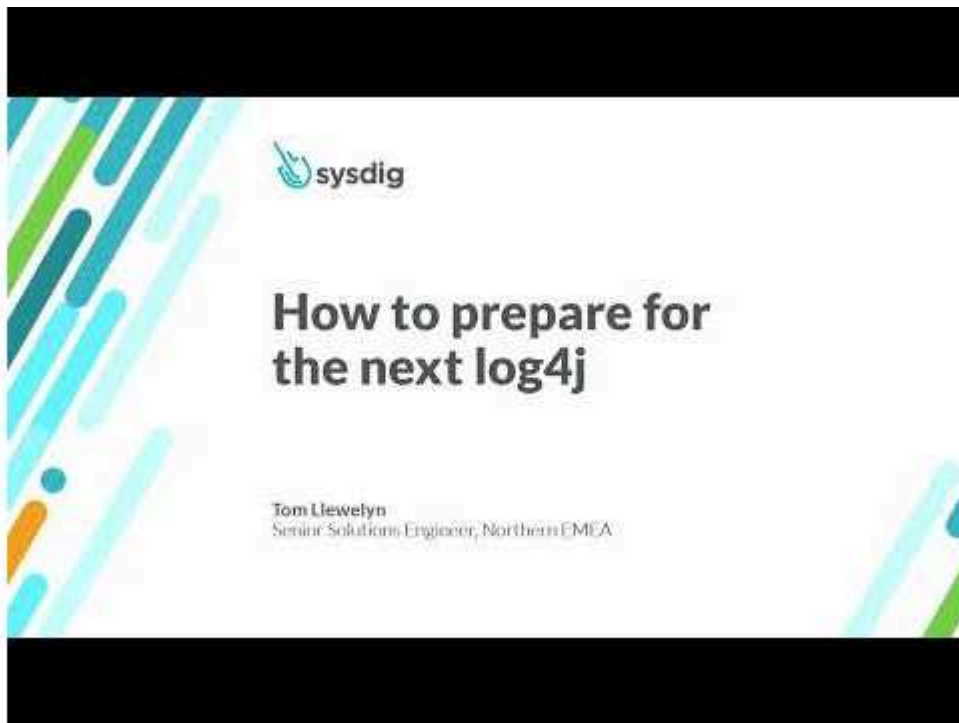 sysdig
How to prepare for
the next log4j
Tom Llewelyn
Senior Solutions Engineer, Northern EMEA